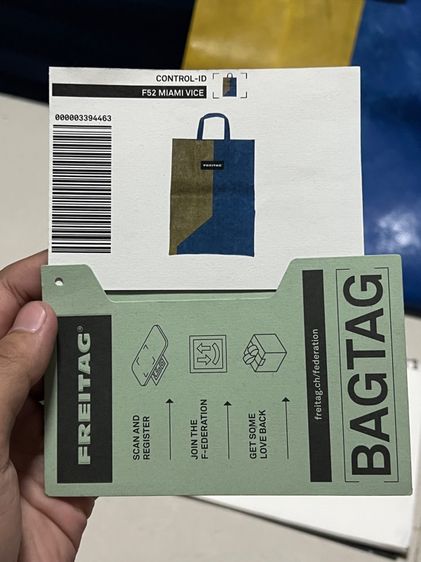 CONTROL-ID
F52 MIAMI VICE
000003394463
FREITAG
FREITAG®
SCAN AND
REGISTER
JOIN THE
F-EDERATION
GET SOME
LOVE BACK
freitag.ch/federation
BAGTAG